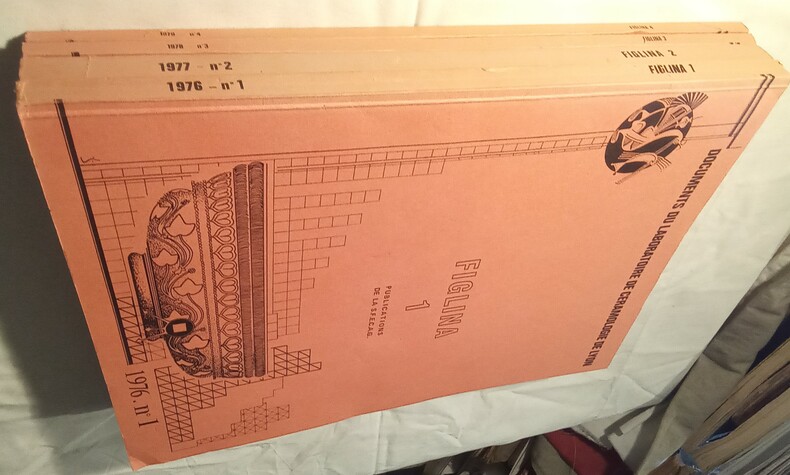 1978 n°4 FIGLINA 4
1978 n°3 FIGLINA 3
1977 – n°2 FIGLINA 2
1976 – n°1 FIGLINA 1
DOCUMENTS DU LABORATOIRE DE CERAMOLOGIE DE LYON
FIGLINA
1
PUBLICATIONS
DE LA S.F.E.C.A.G.
1976. n° 1